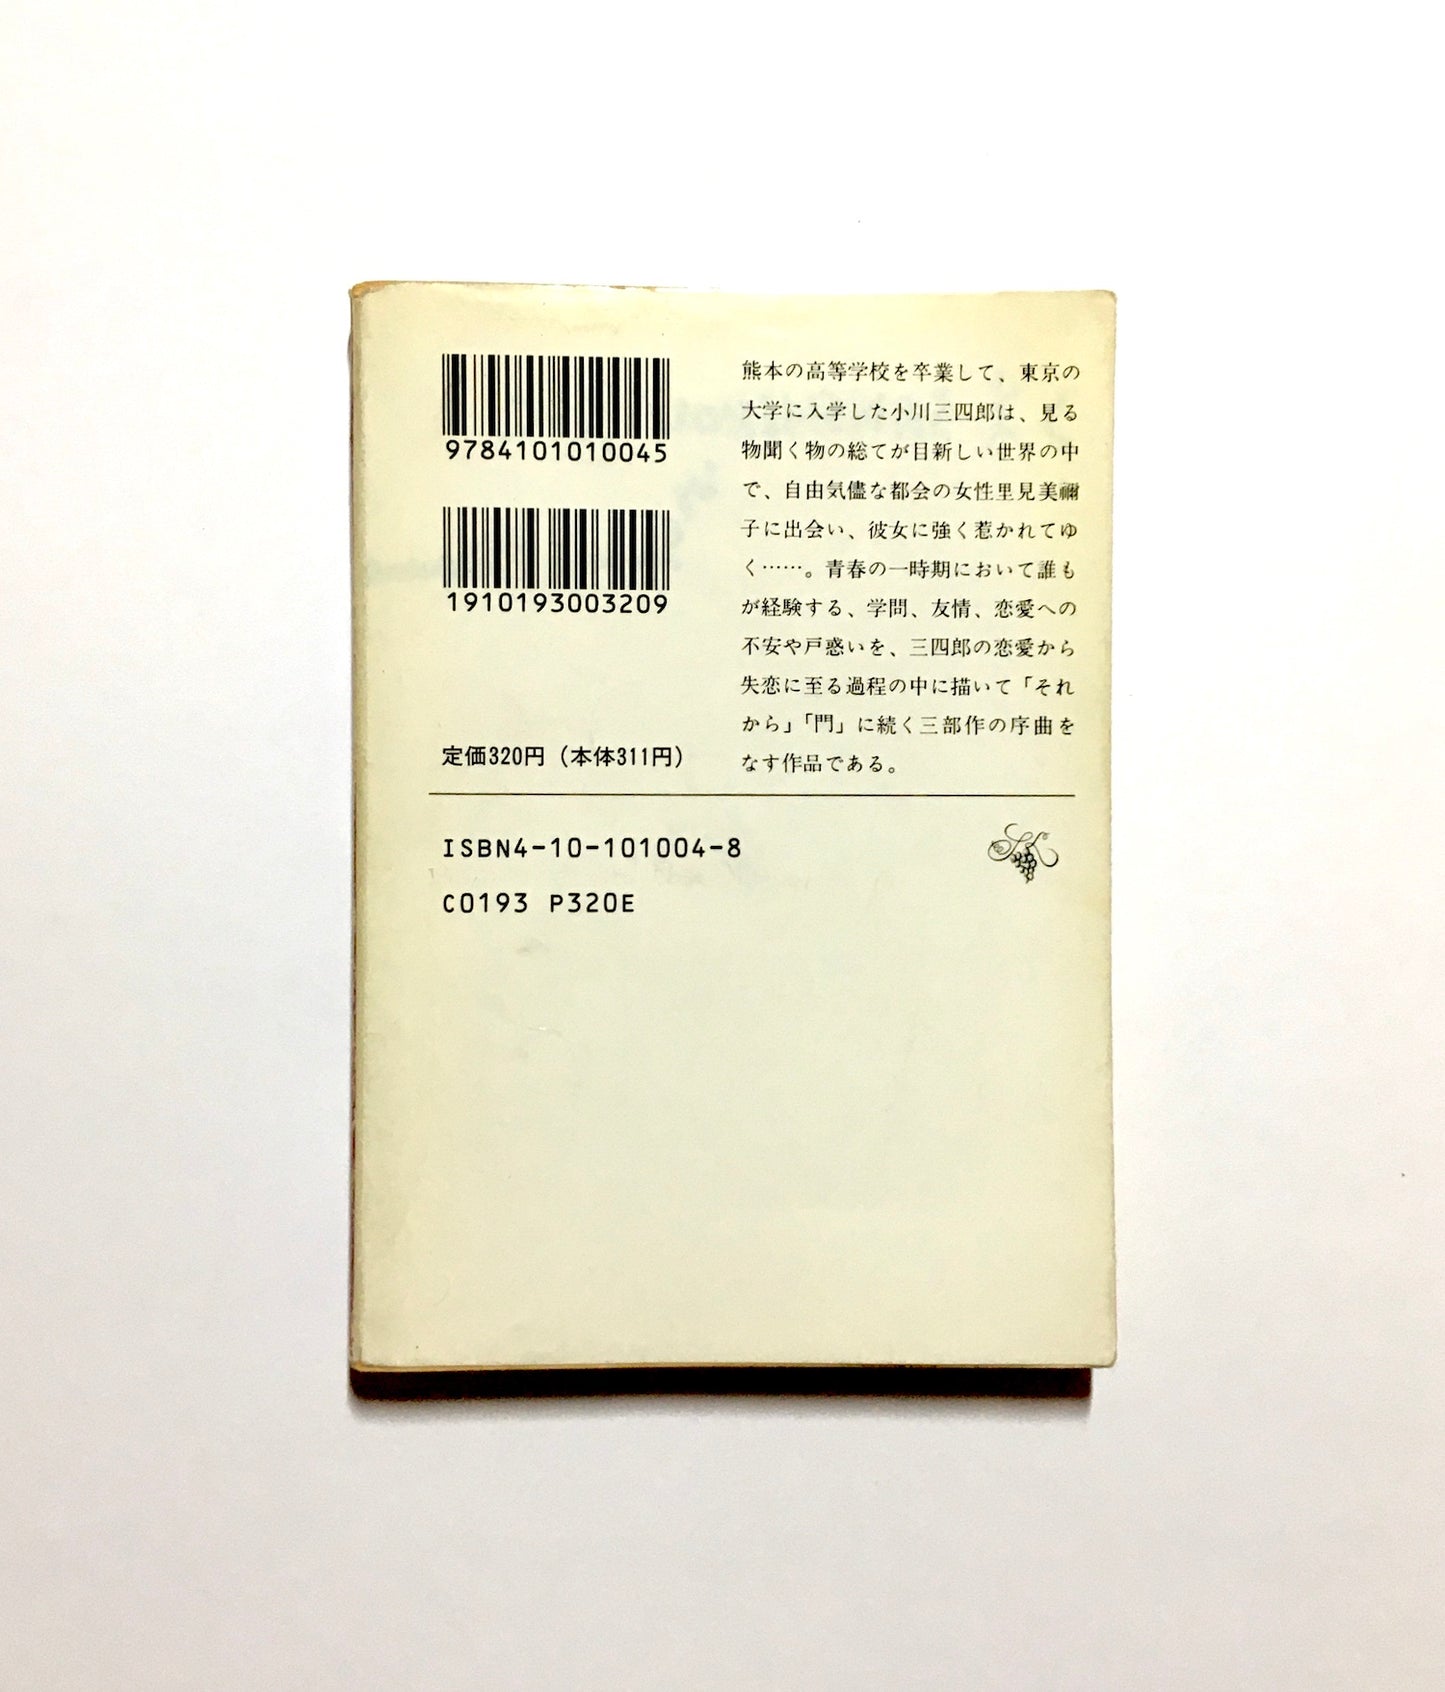 9784101010045
1910193003209
定価320円（本体311円）
熊本の高等学校を卒業して、東京の
大学に入学した小川三四郎は、見る
物聞く物の総てが目新しい世界の中
で、自由気儘な都会の女性里見美禰
子に出会い、彼女に強く惹かれてゆ
く……。青春の一時期において誰も
が経験する、学問、友情、恋愛への
不安や戸惑いを、三四郎の恋愛から
失恋に至る過程の中に描いて「それ
から」「門」に続く三部作の序曲を
なす作品である。
ISBN4-10-101004-8
C0193 P320E